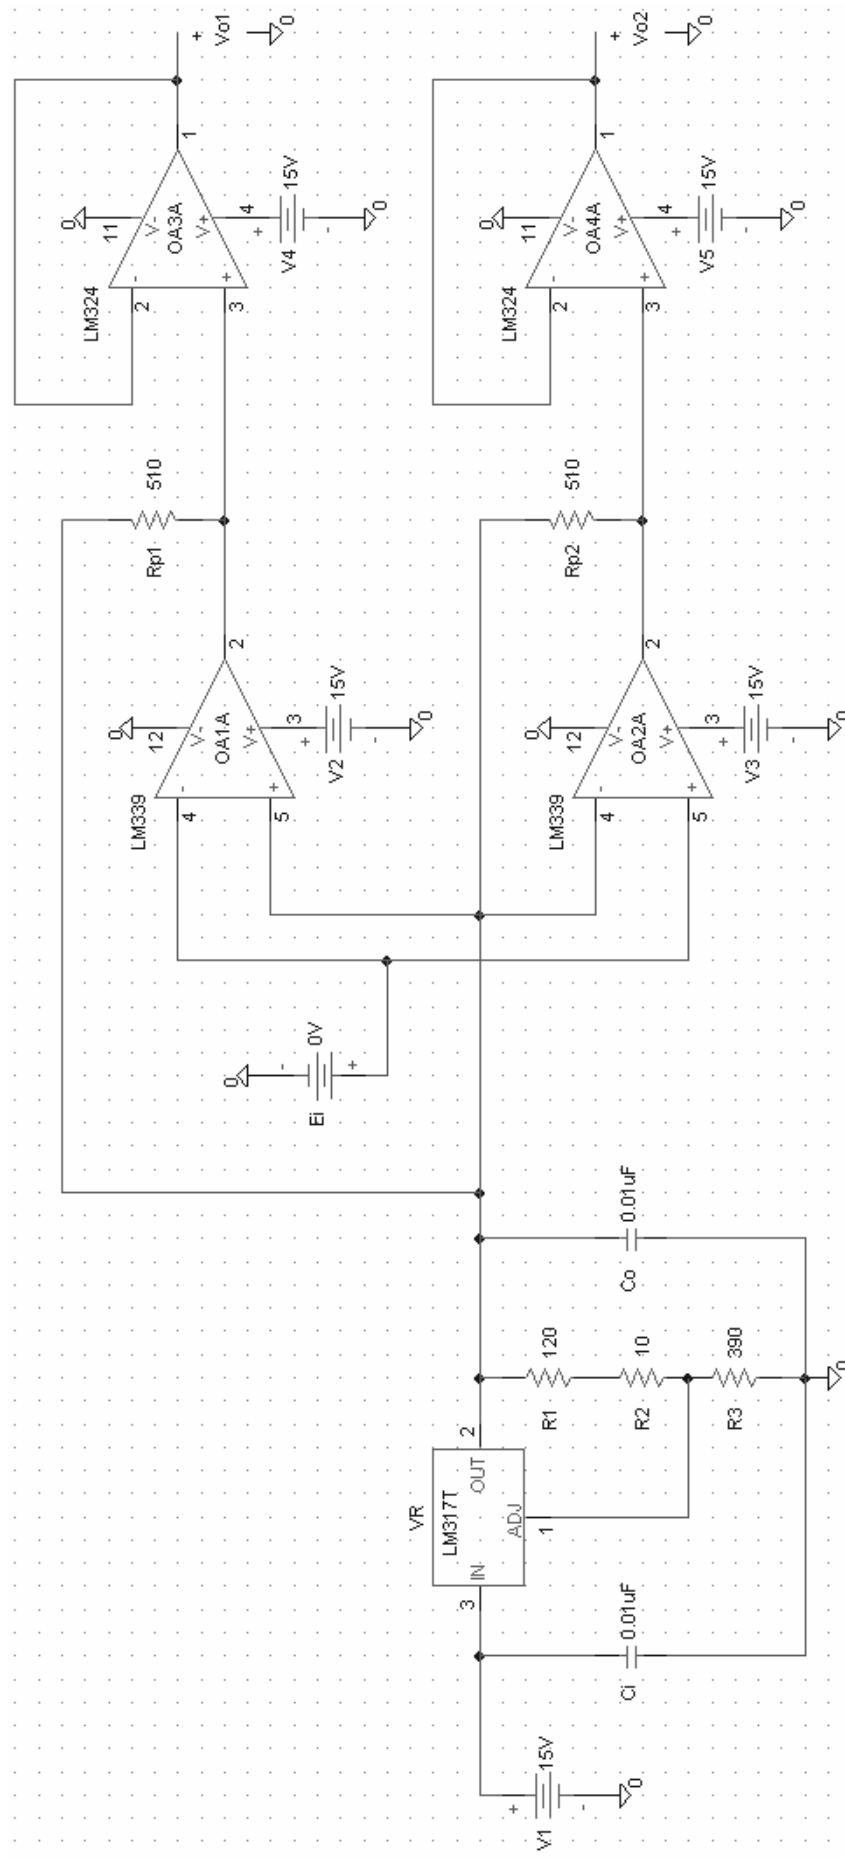 +
Vo1
0
+
Vo2
0
1
1
0
11
V-
OA3A
V+
4
+
15V
V4
-
0
-
+
LM324
2
3
0
11
V-
OA4A
V+
4
+
15V
V5
-
0
-
+
LM324
2
3
Rp1
510
Rp2
510
2
2
0
12
V-
OA1A
V+
3
+
15V
V2
-
0
-
+
LM339
4
5
0
12
V-
OA2A
V+
3
+
15V
V3
-
0
-
+
LM339
4
5
0
-
Ei
0V
+
Co
0.01uF
R1
120
R2
10
R3
390
0
VR
LM317T
IN
OUT
ADJ
3
2
1
Ci
0.01uF
+
V1
15V
-
0